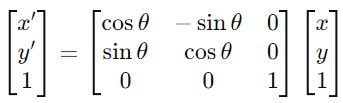 [x′] = [cos θ − sin θ 0] [x]
[y′] = [sin θ cos θ 0] [y]
[1] = [0 0 1] [1]